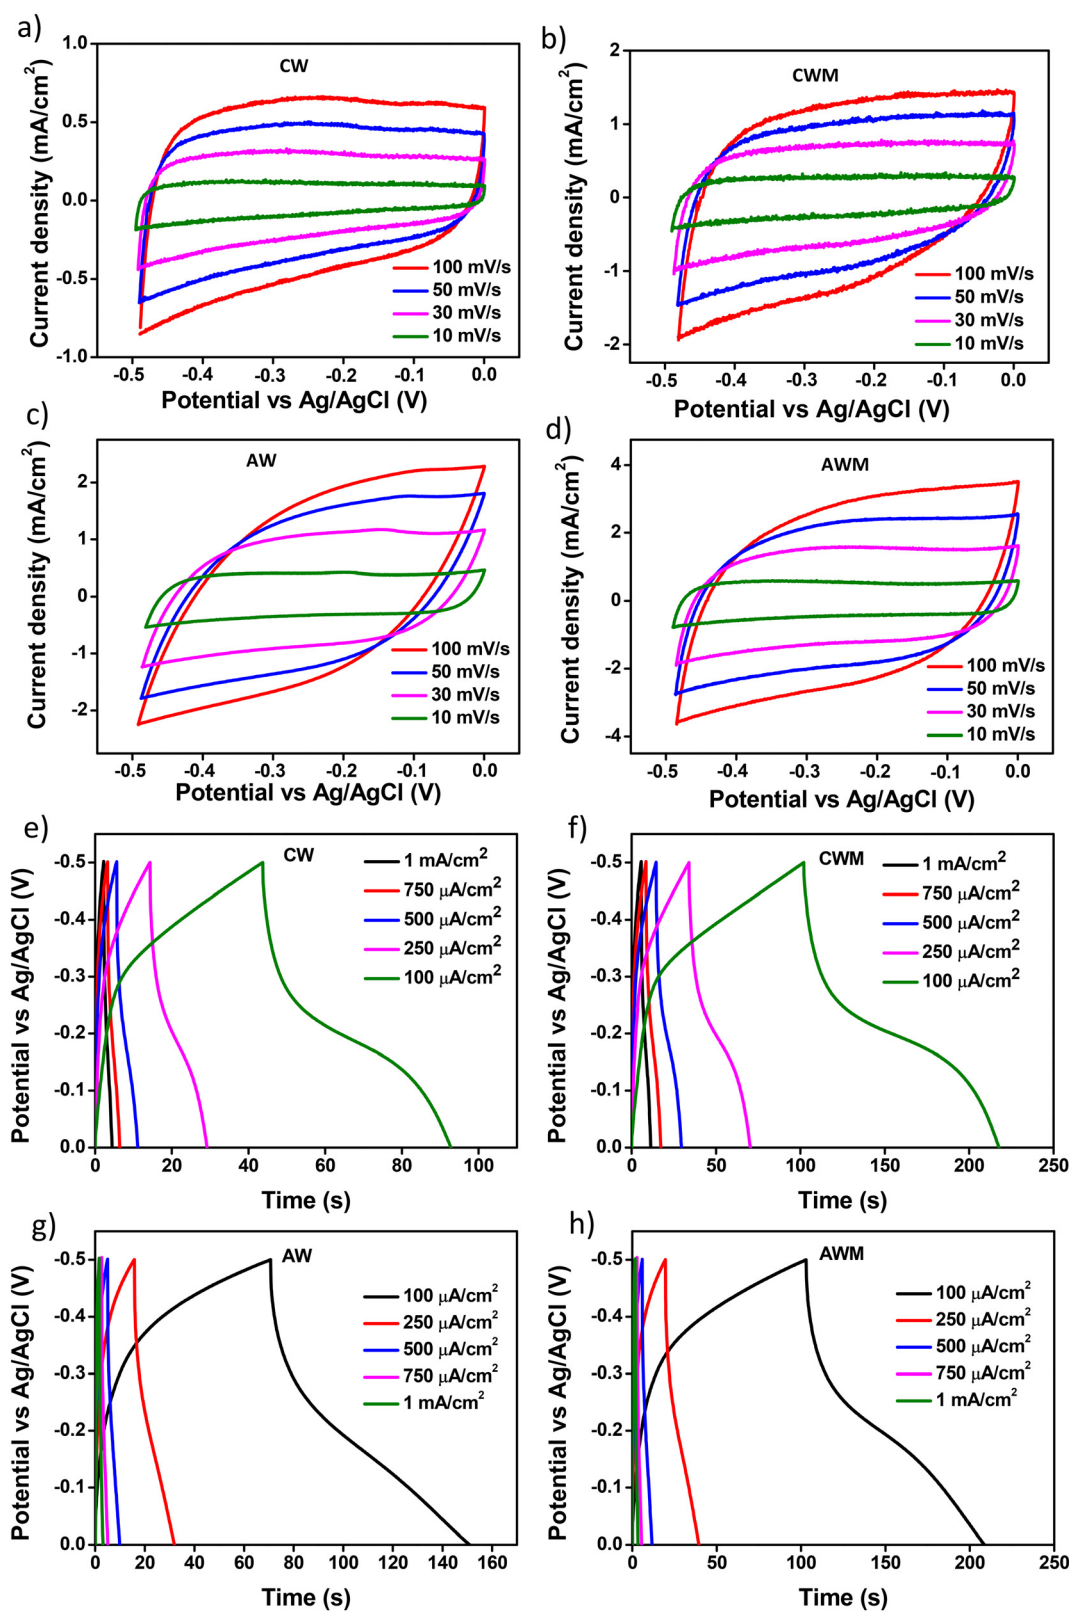 a)
CW
Current density (mA/cm²)
1.0
0.5
0.0
-0.5
-1.0
100 mV/s
50 mV/s
30 mV/s
10 mV/s
-0.5 -0.4 -0.3 -0.2 -0.1 0.0
Potential vs Ag/AgCl (V)
b)
CWM
Current density (mA/cm²)
2
1
0
-1
-2
100 mV/s
50 mV/s
30 mV/s
10 mV/s
-0.5 -0.4 -0.3 -0.2 -0.1 0.0
Potential vs Ag/AgCl (V)
c)
AW
Current density (mA/cm²)
2
1
0
-1
-2
100 mV/s
50 mV/s
30 mV/s
10 mV/s
-0.5 -0.4 -0.3 -0.2 -0.1 0.0
Potential vs Ag/AgCl (V)
d)
AWM
Current density (mA/cm²)
4
2
0
-2
-4
100 mV/s
50 mV/s
30 mV/s
10 mV/s
-0.5 -0.4 -0.3 -0.2 -0.1 0.0
Potential vs Ag/AgCl (V)
e)
CW
Potential vs Ag/AgCl (V)
-0.5
-0.4
-0.3
-0.2
-0.1
0.0
1 mA/cm²
750 μA/cm²
500 μA/cm²
250 μA/cm²
100 μA/cm²
0 20 40 60 80 100
Time (s)
f)
CWM
Potential vs Ag/AgCl (V)
-0.5
-0.4
-0.3
-0.2
-0.1
0.0
1 mA/cm²
750 μA/cm²
500 μA/cm²
250 μA/cm²
100 μA/cm²
0 50 100 150 200 250
Time (s)
g)
AW
Potential vs Ag/AgCl (V)
-0.5
-0.4
-0.3
-0.2
-0.1
0.0
100 μA/cm²
250 μA/cm²
500 μA/cm²
750 μA/cm²
1 mA/cm²
0 20 40 60 80 100 120 140 160
Time (s)
h)
AWM
Potential vs Ag/AgCl (V)
-0.5
-0.4
-0.3
-0.2
-0.1
0.0
100 μA/cm²
250 μA/cm²
500 μA/cm²
750 μA/cm²
1 mA/cm²
0 50 100 150 200 250
Time (s)